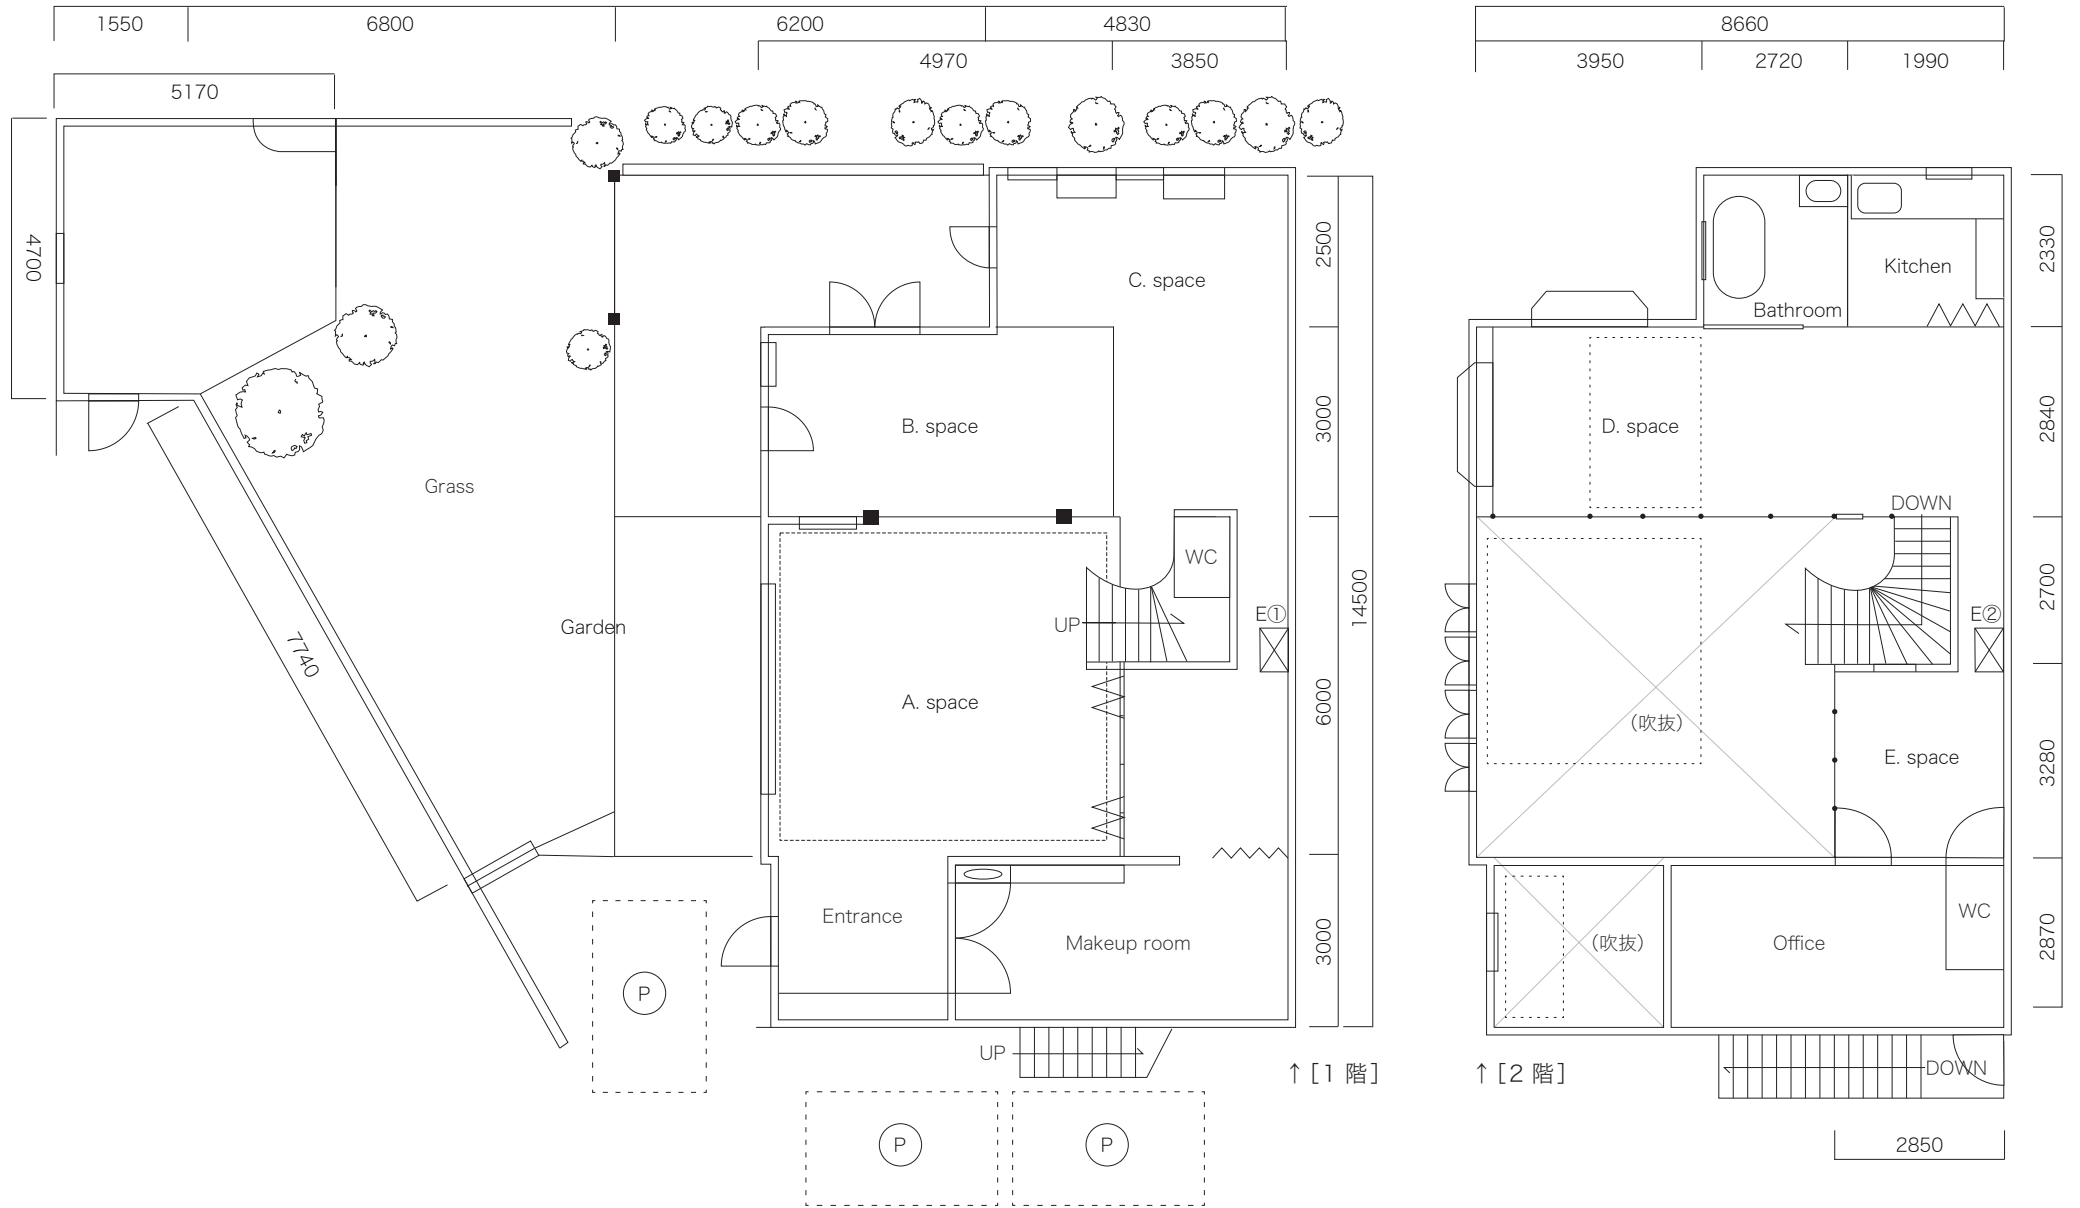 1550
6800
6200
4830
4970
3850
5170
4700
7740
Grass
Garden
C. space
B. space
A. space
WC
UP
E①
Entrance
Makeup room
UP
P
P
P
2500
3000
6000
3000
14500
↑[1 階]
8660
3950
2720
1990
Kitchen
Bathroom
D. space
DOWN
E②
(吹抜)
E. space
(吹抜)
Office
WC
DOWN
2330
2840
2700
3280
2870
2850
↑[2 階]